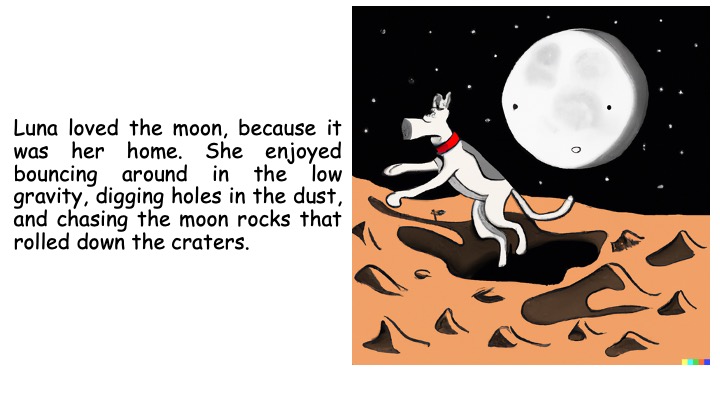 Luna loved the moon, because it
was her home. She enjoyed
bouncing around in the low
gravity, digging holes in the dust,
and chasing the moon rocks that
rolled down the craters.